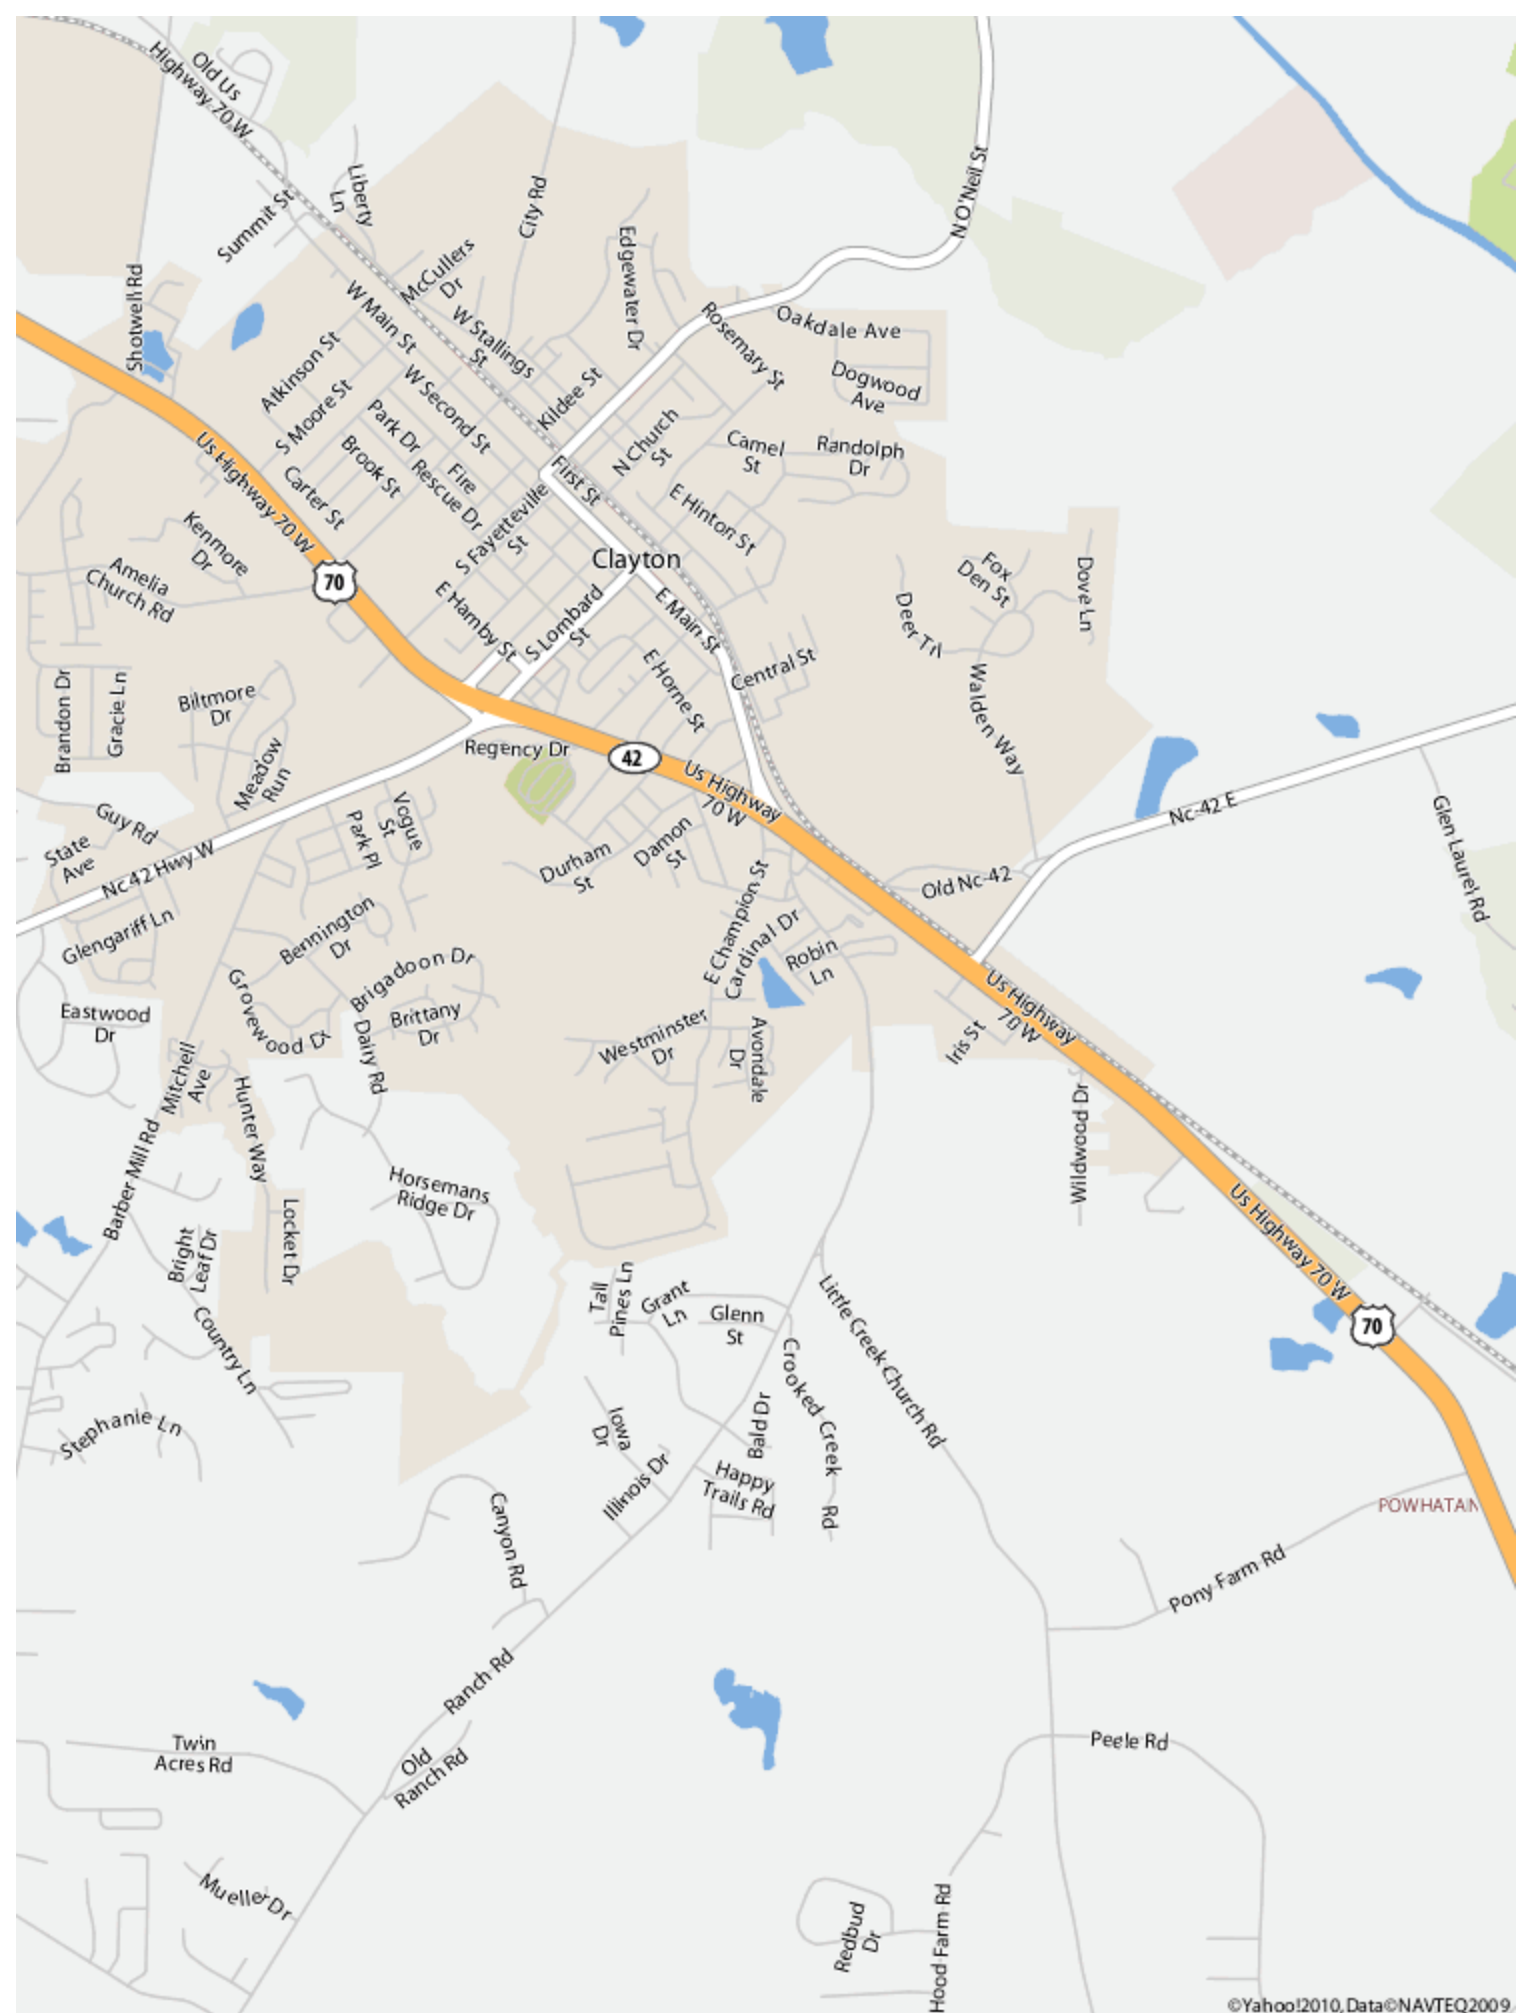 Old Us
Highway 70 W
Liberty
Ln
Summit St
City Rd
N O'Neil St
McCullers
Dr
Edgewater Dr
Shotwell Rd
W Main St
W Stallings
St
Rosemary St
Oakdale Ave
Dogwood
Ave
Atkinson St
S Moore St
W Second St
Kildee St
Park Dr
N Church
St
Camel
St
Randolph
Dr
Us Highway 70 W
Brook St
Fire
Rescue Dr
First St
Carter St
E Hinton St
S Fayetteville
St
Kenmore
Dr
Clayton
Amelia
Church Rd
70
Fox
Den St
Dove Ln
Deer Trl
E Hamby St
S Lombard
St
E Main St
Central St
E Horne St
Walden Way
Brandon Dr
Gracie Ln
Biltmore
Dr
Meadow
Run
Regency Dr
42
Us Highway
70 W
Nc-42 E
Guy Rd
State
Ave
Nc 42 Hwy W
Park Pl
Vogue
St
Durham
St
Damon
St
Glen Laurel Rd
Old Nc-42
E Champion St
Cardinal Dr
Robin
Ln
Glengariff Ln
Bennington
Dr
Brigadoon Dr
Grovewood Dr
Brittany
Dr
Eastwood
Dr
Dairy Rd
Westminster
Dr
Avondale
Dr
Us Highway
70 W
Iris St
Mitchell
Ave
Hunter Way
Wildwood Dr
Barber Mill Rd
Horsemans
Ridge Dr
Locket Dr
Bright
Leaf Dr
Us Highway 70 W
70
Tall
Pines Ln
Grant
Ln
Glenn
St
Little Creek Church Rd
Country Ln
Crooked Creek Rd
Stephanie Ln
Iowa
Dr
Bald Dr
Illinois Dr
Happy
Trails Rd
Canyon Rd
POWHATAN
Pony Farm Rd
Ranch Rd
Twin
Acres Rd
Old
Ranch Rd
Peele Rd
Mueller Dr
Redbud
Dr
Hood Farm Rd
©Yahoo!2010, Data©NAVTEQ2009